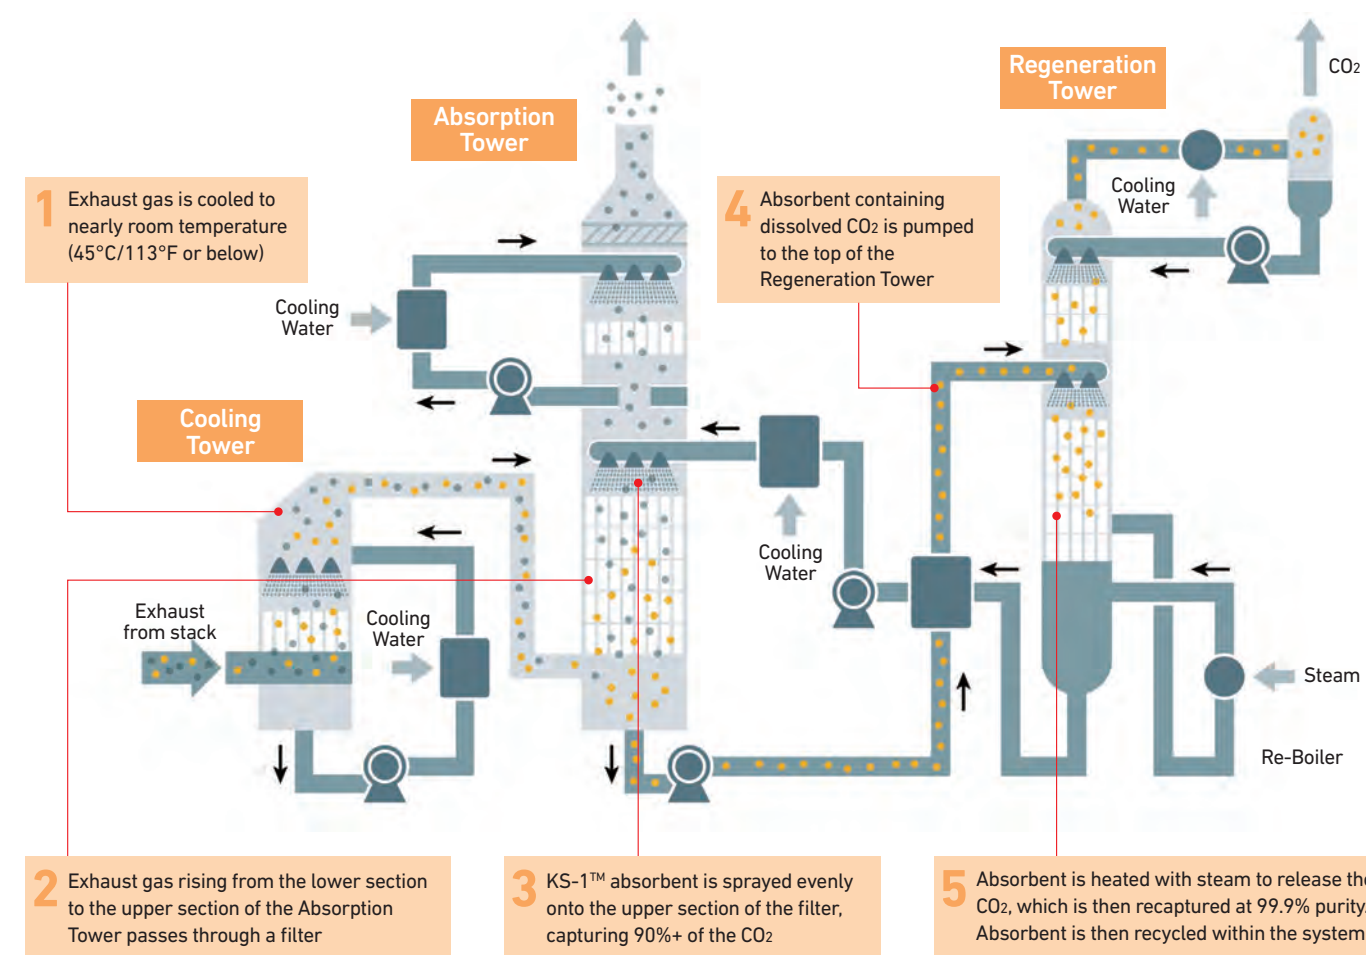 Absorption
Tower
Regeneration
Tower
CO2
1 Exhaust gas is cooled to
nearly room temperature
(45°C/113°F or below)
4 Absorbent containing
dissolved CO2 is pumped
to the top of the
Regeneration Tower
Cooling
Water
Cooling
Water
Cooling
Tower
Exhaust
from stack
Cooling
Water
Cooling
Water
Steam
Re-Boiler
2 Exhaust gas rising from the lower section
to the upper section of the Absorption
Tower passes through a filter
3 KS-1™ absorbent is sprayed evenly
onto the upper section of the filter,
capturing 90%+ of the CO2
5 Absorbent is heated with steam to release the
CO2, which is then recaptured at 99.9% purity.
Absorbent is then recycled within the system